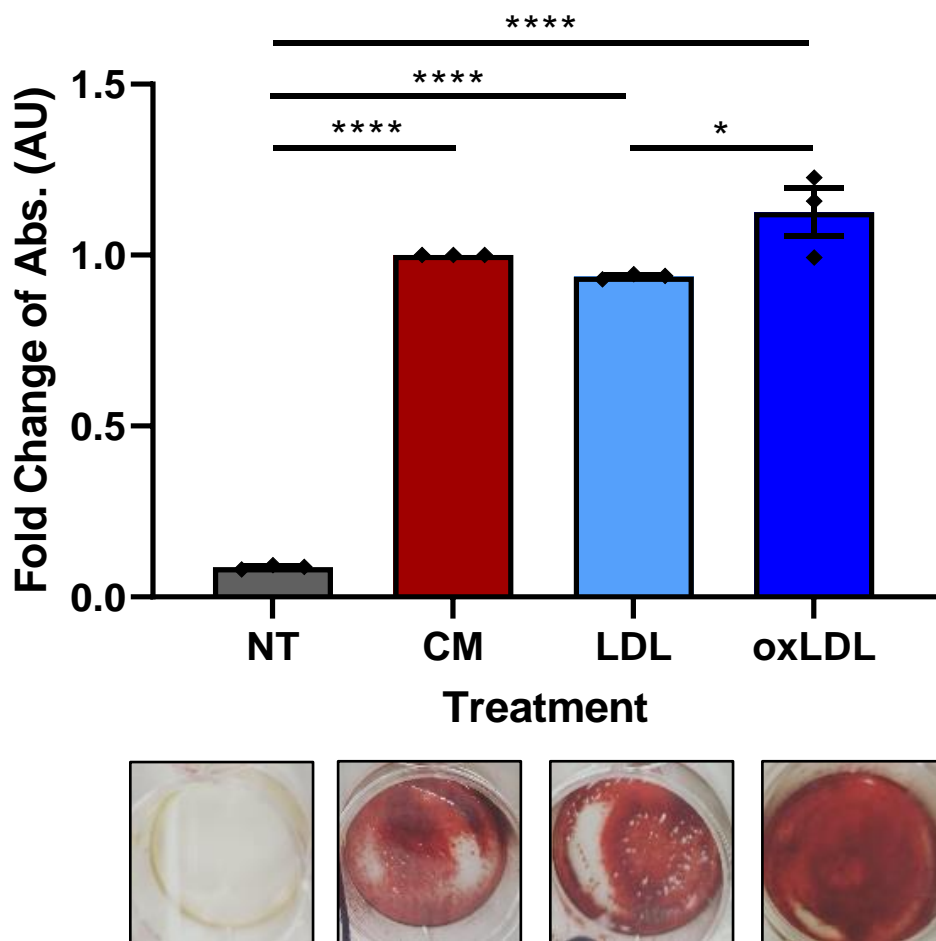 ****
****
**** *
Fold Change of Abs. (AU)
1.5
1.0
0.5
0.0
NT CM LDL oxLDL
Treatment